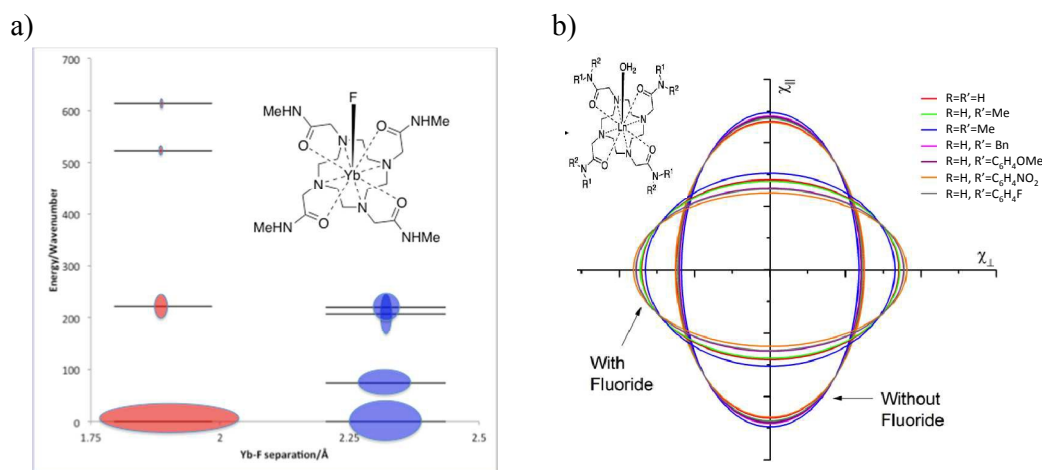 a)
700
600
500
400
300
200
100
0
Energy/Wavenumber
1.75
2
2.25
2.5
Yb-F separation/Å
F
MeHN
O
O
NHMe
N
N
Yb
N
N
MeHN
O
O
NHMe
b)
OH₂
R²
R¹
N
O
N
R¹
R²
O
N
N
Ln
N
N
O
O
R²
N
R¹
N
R¹
R²
χ||
χ⊥
With
Fluoride
Without
Fluoride
R=R'=H
R=H, R'=Me
R=R'=Me
R=H, R'= Bn
R=H, R'=C₆H₄OMe
R=H, R'=C₆H₄NO₂
R=H, R'=C₆H₄F